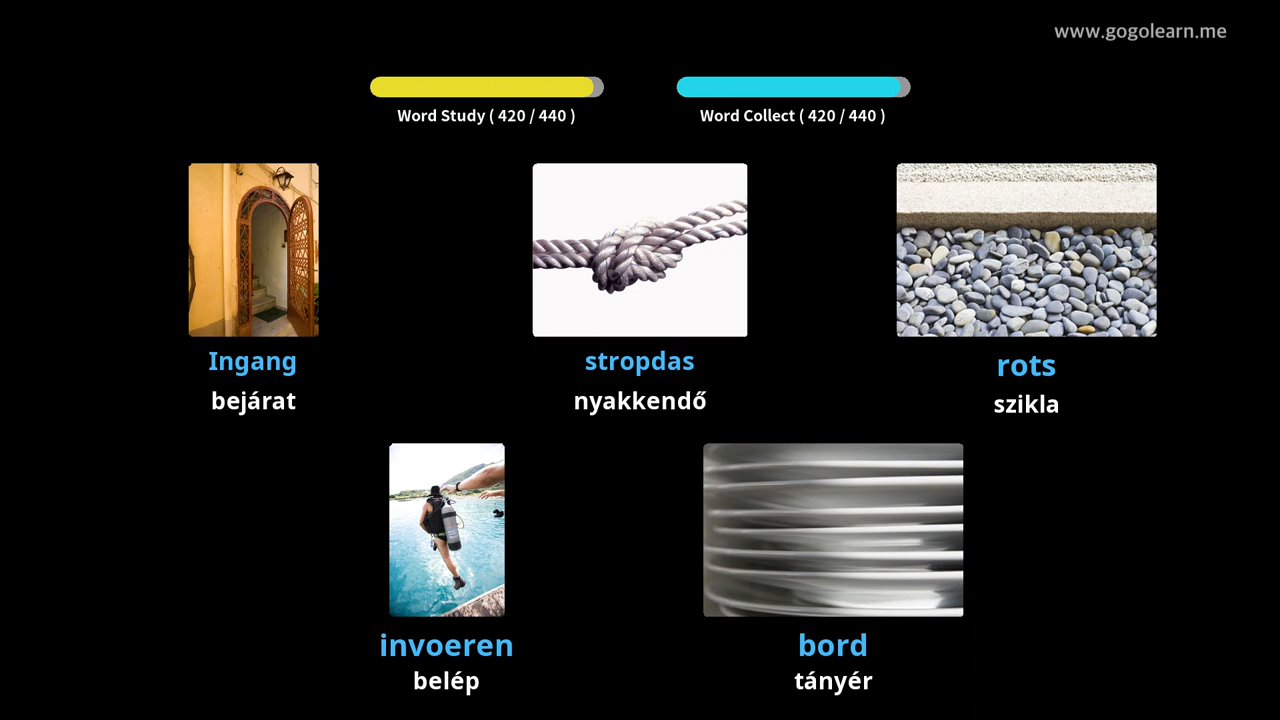 www.gogolearn.me
Word Study ( 420 / 440 )
Word Collect ( 420 / 440 )
Ingang
bejárat
stropdas
nyakkendő
rots
szikla
invoeren
belép
bord
tányér